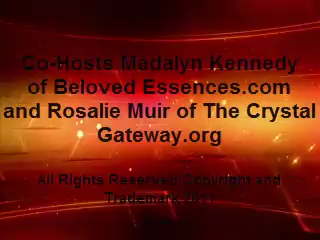 Co-Hosts Madalyn Kennedy
of Beloved Essences.com
and Rosalie Muir of The Crystal
Gateway.org
All Rights Reserved Copyright and
Trademark